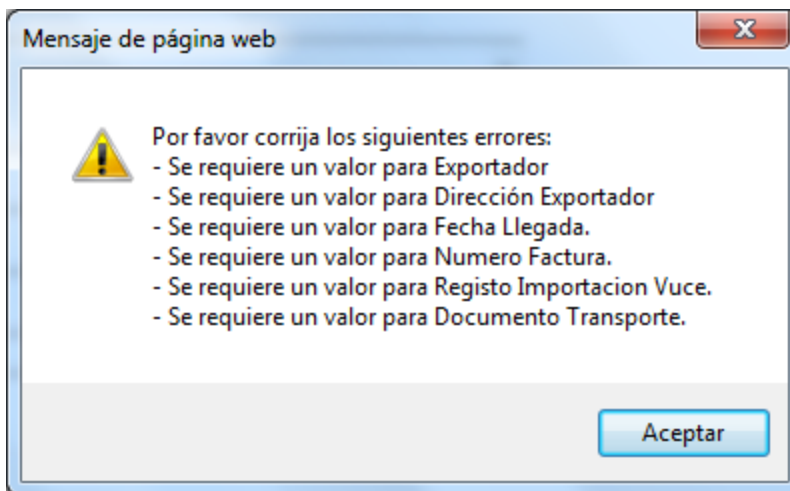 Mensaje de página web
Por favor corrija los siguientes errores:
- Se requiere un valor para Exportador
- Se requiere un valor para Dirección Exportador
- Se requiere un valor para Fecha Llegada.
- Se requiere un valor para Numero Factura.
- Se requiere un valor para Registo Importacion Vuce.
- Se requiere un valor para Documento Transporte.
Aceptar